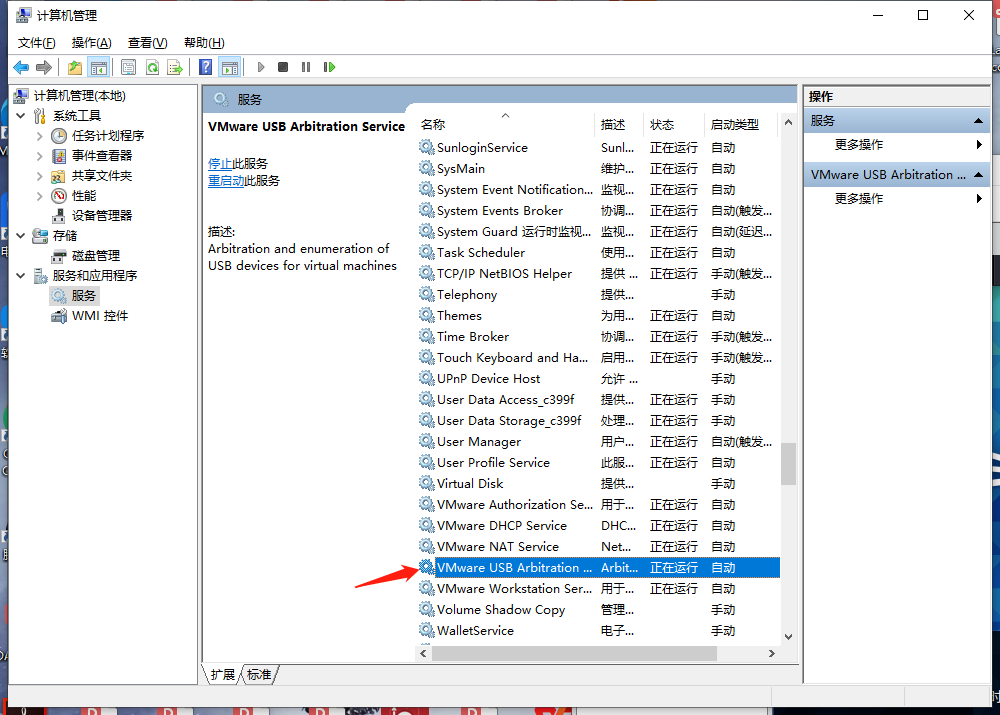 计算机管理
文件(F) 操作(A) 查看(V) 帮助(H)
计算机管理(本地)
系统工具
任务计划程序
事件查看器
共享文件夹
性能
设备管理器
存储
磁盘管理
服务和应用程序
服务
WMI 控件
服务
VMware USB Arbitration Service
停止此服务
重启动此服务
描述:
Arbitration and enumeration of
USB devices for virtual machines
名称 描述 状态 启动类型
SunloginService Sunl... 正在运行 自动
SysMain 维护... 正在运行 自动
System Event Notification... 监视... 正在运行 自动
System Events Broker 协调... 正在运行 自动(触发...
System Guard 运行时监视... 监视... 正在运行 自动(延迟...
Task Scheduler 使用... 正在运行 自动
TCP/IP NetBIOS Helper 提供 ... 正在运行 手动(触发...
Telephony 提供... 手动
Themes 为用... 正在运行 自动
Time Broker 协调... 正在运行 手动(触发...
Touch Keyboard and Ha... 启用... 正在运行 手动(触发...
UPnP Device Host 允许 ... 手动
User Data Access_c399f 提供... 正在运行 手动
User Data Storage_c399f 处理... 正在运行 手动
User Manager 用户... 正在运行 自动(触发...
User Profile Service 此服... 正在运行 自动
Virtual Disk 提供... 手动
VMware Authorization Se... 用于... 正在运行 自动
VMware DHCP Service DHC... 正在运行 自动
VMware NAT Service Net... 正在运行 自动
VMware USB Arbitration ... Arbit... 正在运行 自动
VMware Workstation Ser... 用于... 正在运行 自动
Volume Shadow Copy 管理... 手动
WalletService 电子... 手动
扩展 标准
操作
服务
更多操作
VMware USB Arbitration ...
更多操作